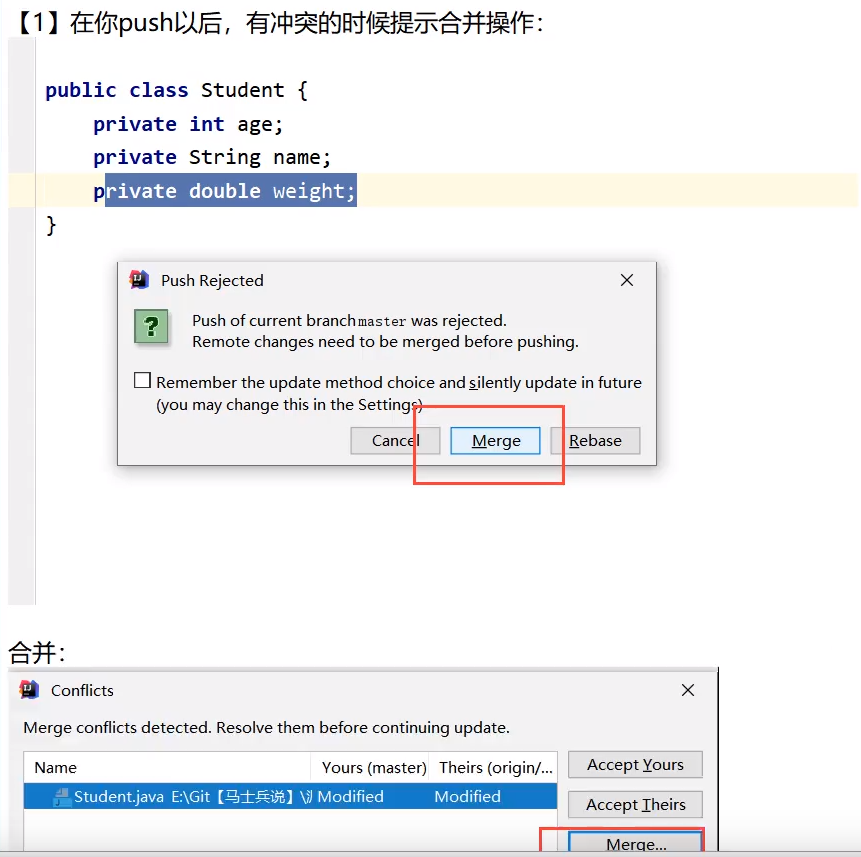 【1】在你push以后，有冲突的时候提示合并操作：
public class Student {
private int age;
private String name;
private double weight;
}
Push Rejected
Push of current branch master was rejected.
Remote changes need to be merged before pushing.
Remember the update method choice and silently update in future
(you may change this in the Settings)
Cancel Merge Rebase
合并：
Conflicts
Merge conflicts detected. Resolve them before continuing update.
Name Yours (master) Theirs (origin/...
Accept Yours
Student.java E:\Git【马士兵说】\ Modified Modified
Accept Theirs
Merge...